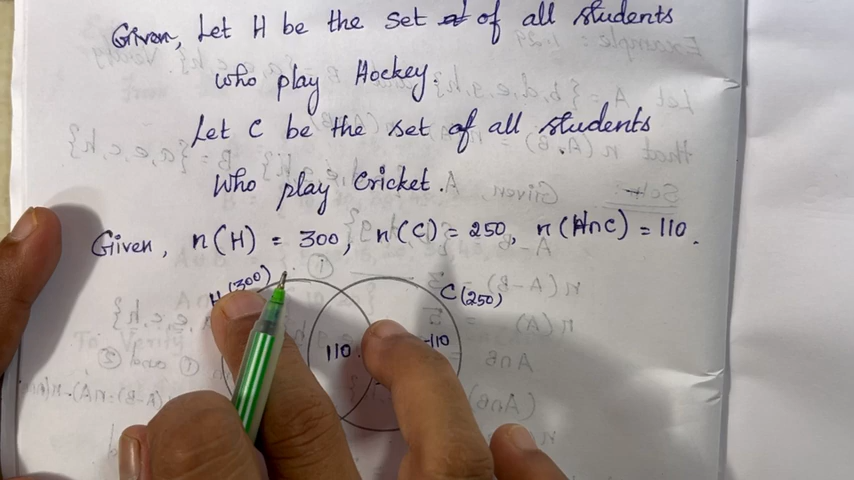 Given, Let H be the set of all students
who play Hockey.
Let C be the set of all students
Who play Cricket.
Given, n(H) = 300, n(C) = 250, n(H∩C) = 110.
H (300)
C (250)
110
-110